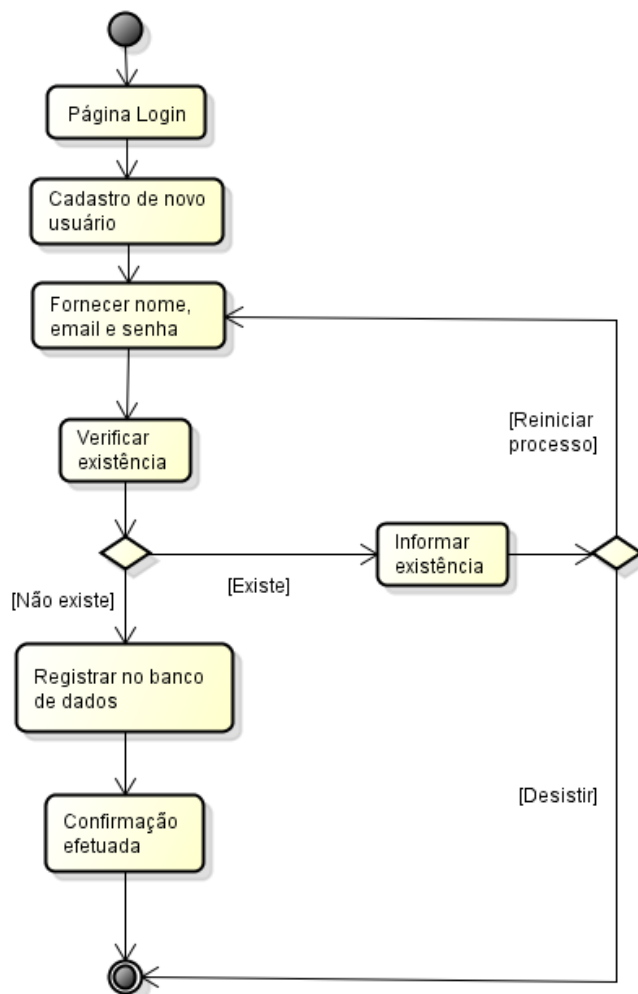 Página Login
Cadastro de novo
usuário
Fornecer nome,
email e senha
Verificar
existência
[Reiniciar
processo]
Informar
existência
[Existe]
[Não existe]
Registrar no banco
de dados
[Desistir]
Confirmação
efetuada